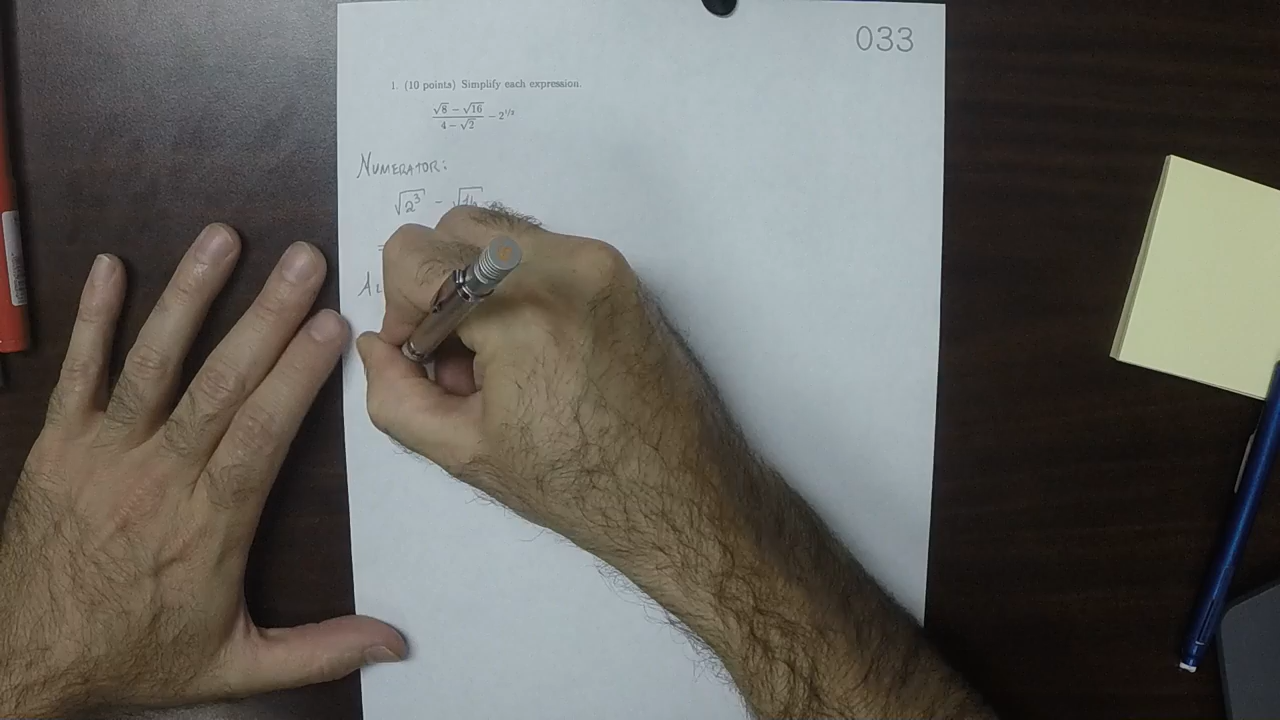 033
1. (10 points) Simplify each expression.
√8 − √16
4 − √2
− 2^{1/2}
NUMERATOR:
√2³ − √16
=